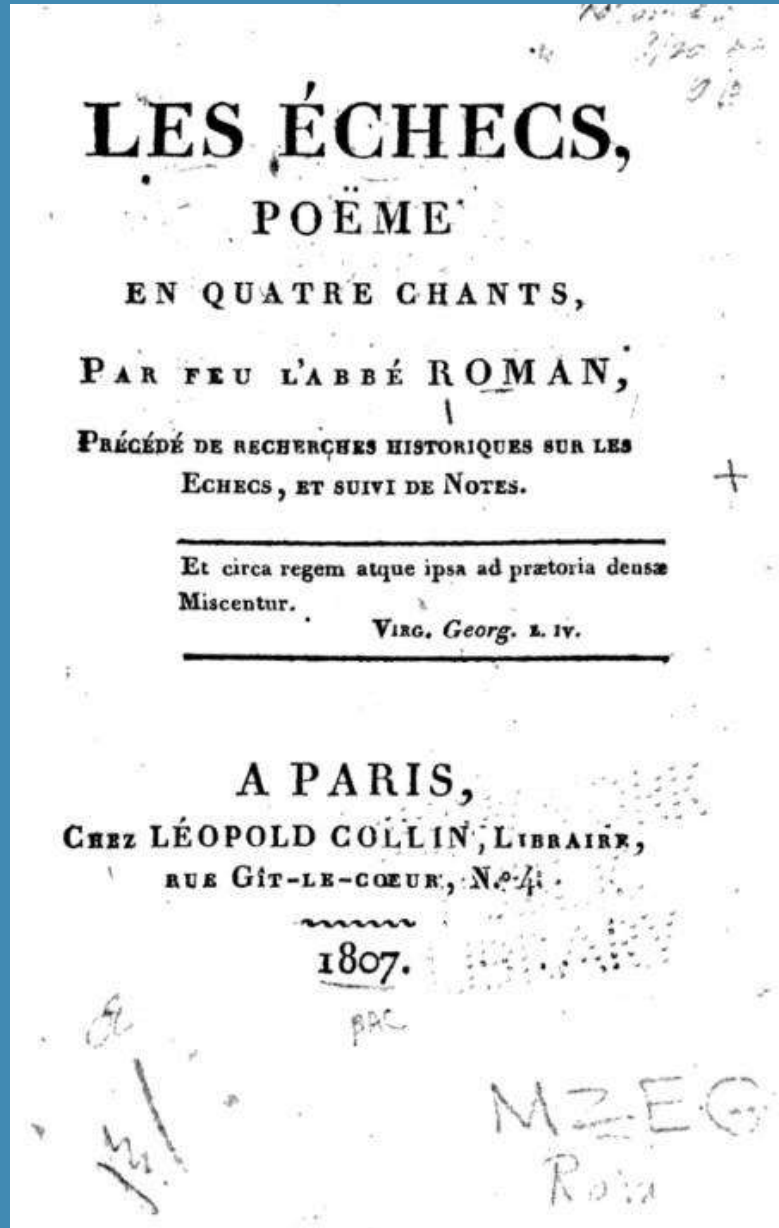 LES ÉCHECS,
POËME
EN QUATRE CHANTS,
PAR FEU L'ABBÉ ROMAN,
PRÉCÉDÉ DE RECHERCHES HISTORIQUES SUR LES
ECHECS, ET SUIVI DE NOTES.
Et circa regem atque ipsa ad prætoria densæ
Miscentur.
VIRG. Georg. L. IV.
A PARIS,
CHEZ LÉOPOLD COLLIN, LIBRAIRE,
RUE GÎT-LE-CŒUR, N.º 4.
1807.
BAC
MZEG